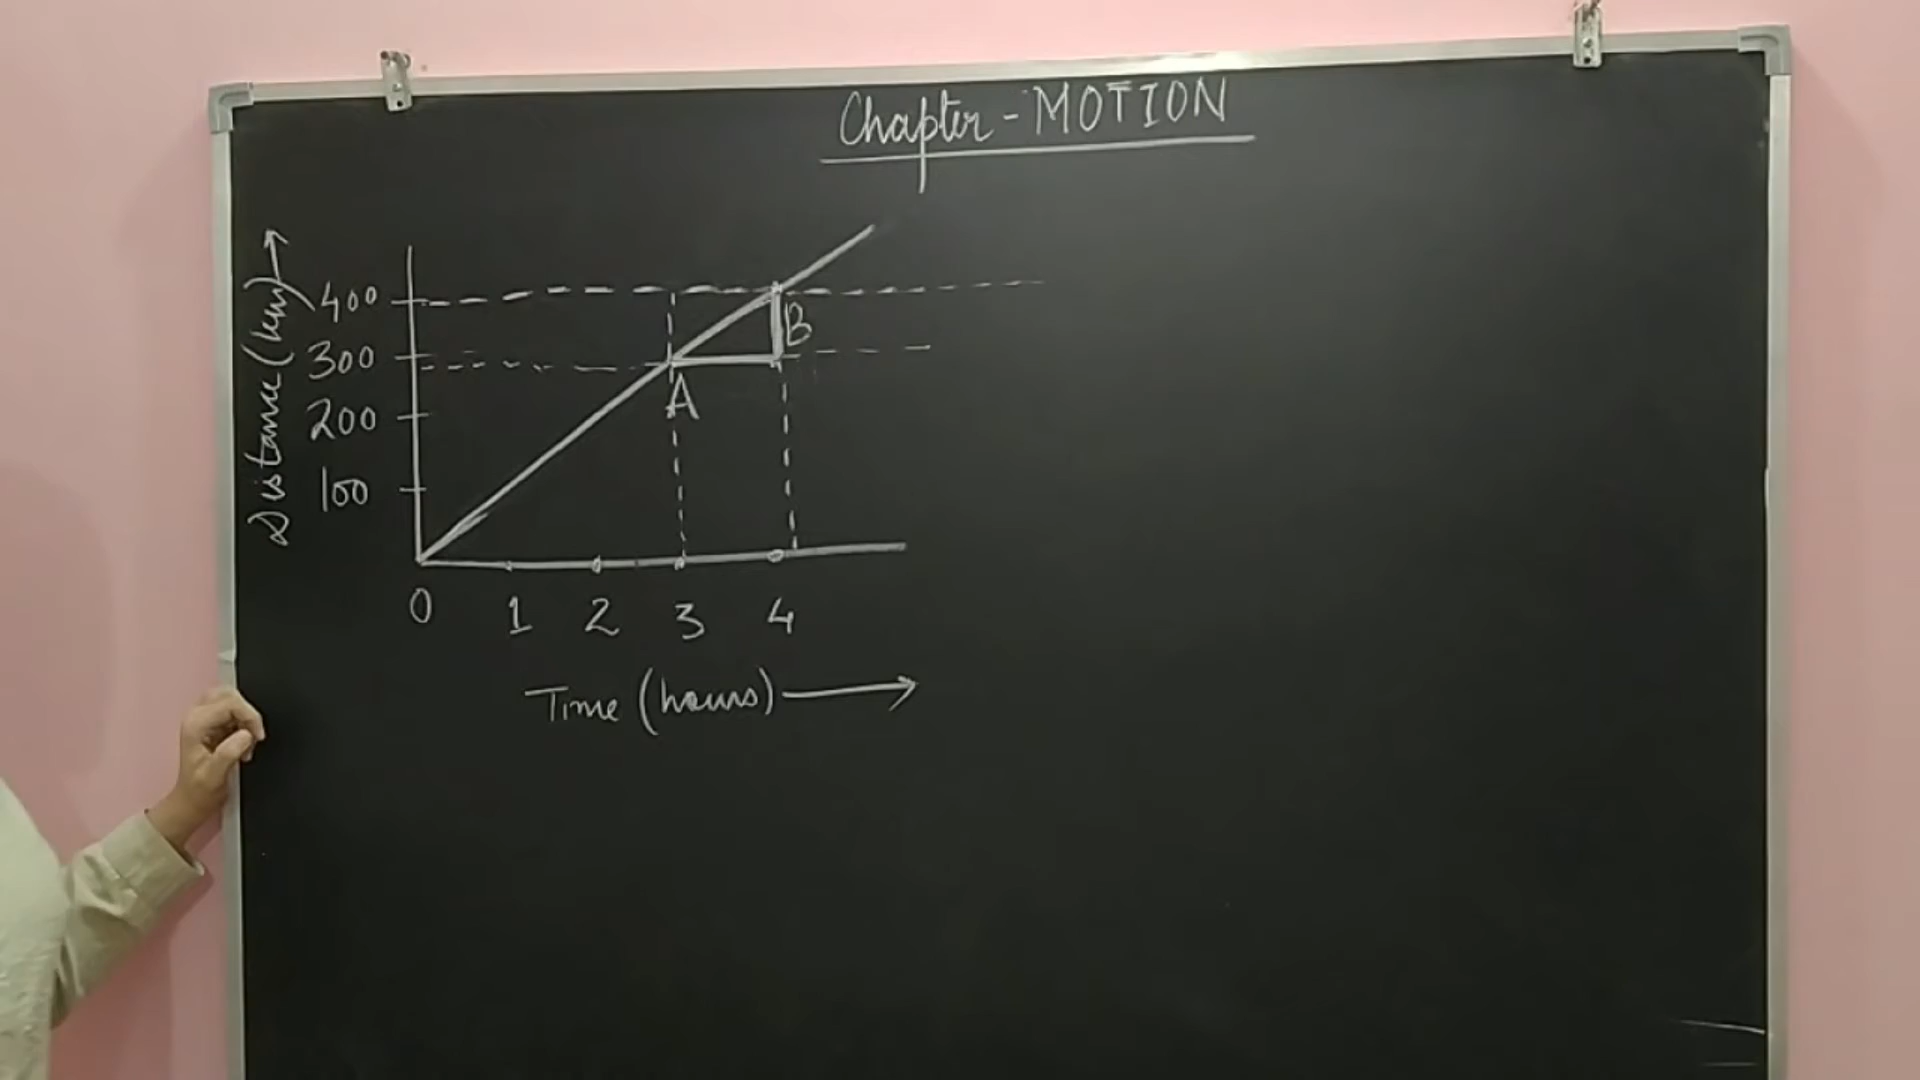 Chapter - MOTION
Distance (km)
400
300
200
100
B
A
0 1 2 3 4
Time (hours)